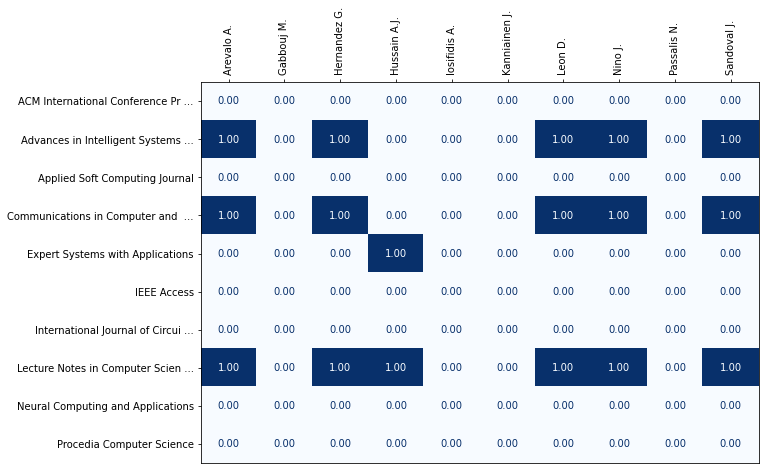 Arevalo A. Gabbouj M. Hernandez G. Hussain A.J. Iosifidis A. Kanniainen J. Leon D. Nino J. Passalis N. Sandoval J.
ACM International Conference Pr ... 0.00 0.00 0.00 0.00 0.00 0.00 0.00 0.00 0.00 0.00
Advances in Intelligent Systems ... 1.00 0.00 1.00 0.00 0.00 0.00 1.00 1.00 0.00 1.00
Applied Soft Computing Journal 0.00 0.00 0.00 0.00 0.00 0.00 0.00 0.00 0.00 0.00
Communications in Computer and ... 1.00 0.00 1.00 0.00 0.00 0.00 1.00 1.00 0.00 1.00
Expert Systems with Applications 0.00 0.00 0.00 1.00 0.00 0.00 0.00 0.00 0.00 0.00
IEEE Access 0.00 0.00 0.00 0.00 0.00 0.00 0.00 0.00 0.00 0.00
International Journal of Circui ... 0.00 0.00 0.00 0.00 0.00 0.00 0.00 0.00 0.00 0.00
Lecture Notes in Computer Scien ... 1.00 0.00 1.00 1.00 0.00 0.00 1.00 1.00 0.00 1.00
Neural Computing and Applications 0.00 0.00 0.00 0.00 0.00 0.00 0.00 0.00 0.00 0.00
Procedia Computer Science 0.00 0.00 0.00 0.00 0.00 0.00 0.00 0.00 0.00 0.00